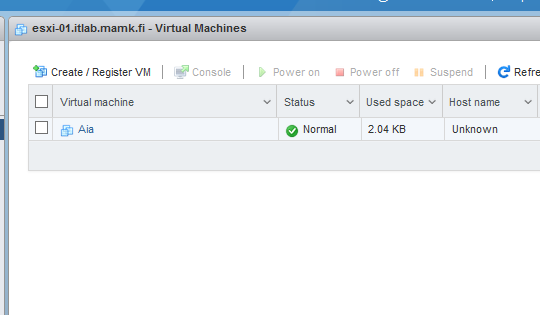 esxi-01.itlab.mamk.fi - Virtual Machines
Create / Register VM Console Power on Power off Suspend Refre
Virtual machine Status Used space Host name
Aia Normal 2.04 KB Unknown